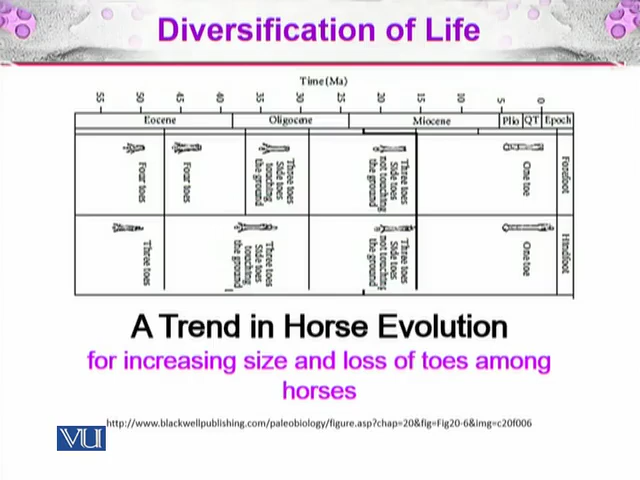 Diversification of Life
Time (Ma)
55 50 45 40 35 30 25 20 15 10 5 0
Eocene Oligocene Miocene Plio QT Epoch
Four toes
Four toes
Three toes
Side toes
touching
the ground
Three toes
Side toes
not touching
the ground
One toe
Forefoot
Three toes
Three toes
Side toes
touching
the ground
Three toes
Side toes
not touching
the ground
One toe
Hindfoot
A Trend in Horse Evolution
for increasing size and loss of toes among
horses
http://www.blackwellpublishing.com/paleobiology/figure.asp?chap=20&fig=Fig20-6&img=c20f006
VU